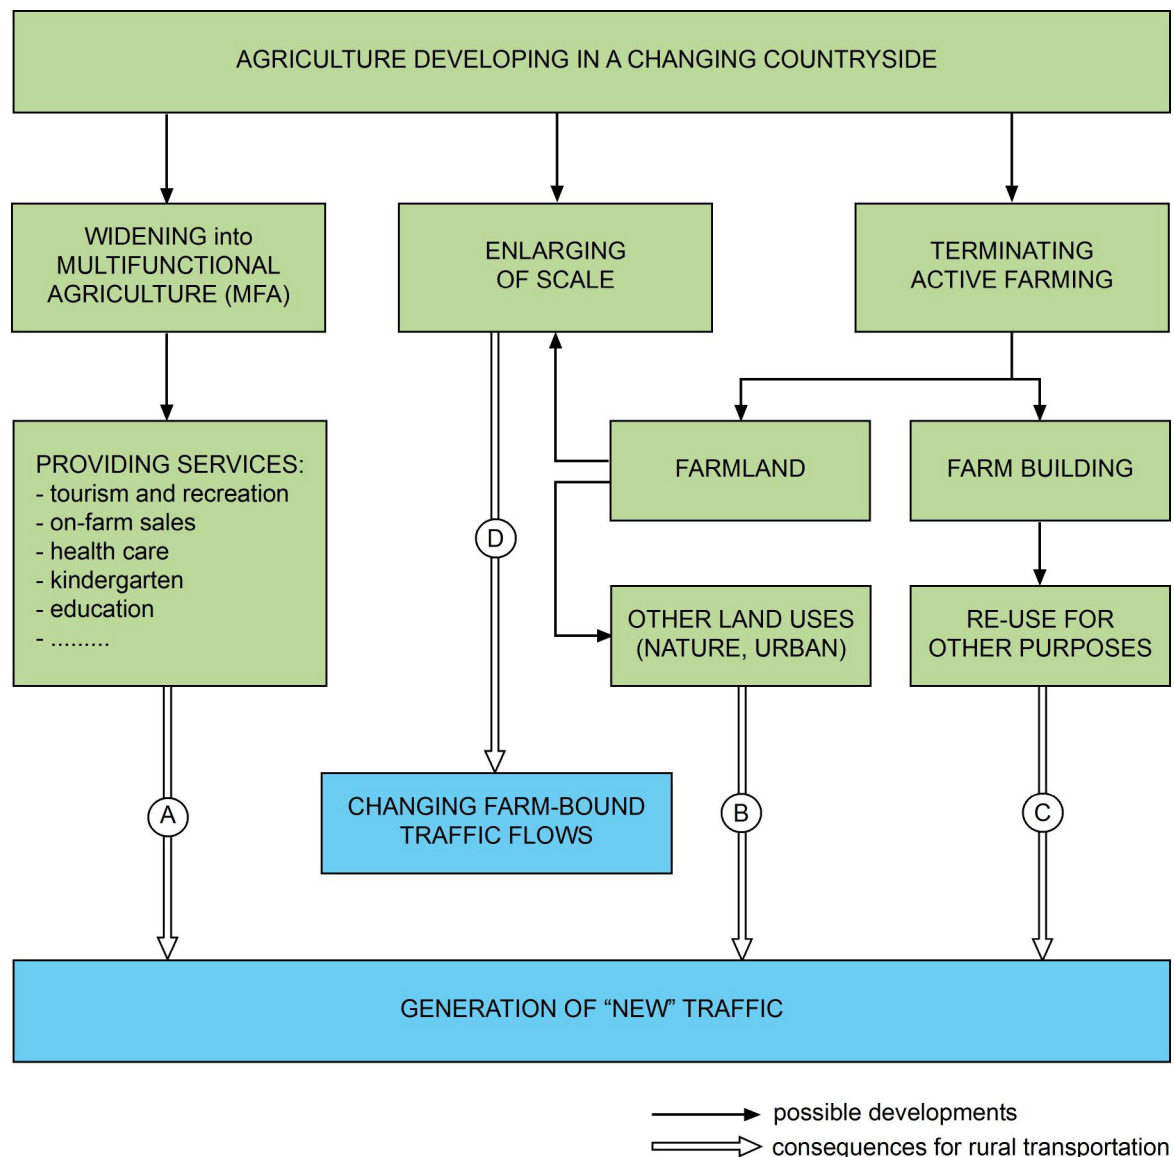 AGRICULTURE DEVELOPING IN A CHANGING COUNTRYSIDE
WIDENING into
MULTIFUNCTIONAL
AGRICULTURE (MFA)
ENLARGING
OF SCALE
TERMINATING
ACTIVE FARMING
PROVIDING SERVICES:
- tourism and recreation
- on-farm sales
- health care
- kindergarten
- education
- .........
FARMLAND
FARM BUILDING
D
OTHER LAND USES
(NATURE, URBAN)
RE-USE FOR
OTHER PURPOSES
CHANGING FARM-BOUND
TRAFFIC FLOWS
A
B
C
GENERATION OF “NEW” TRAFFIC
possible developments
consequences for rural transportation